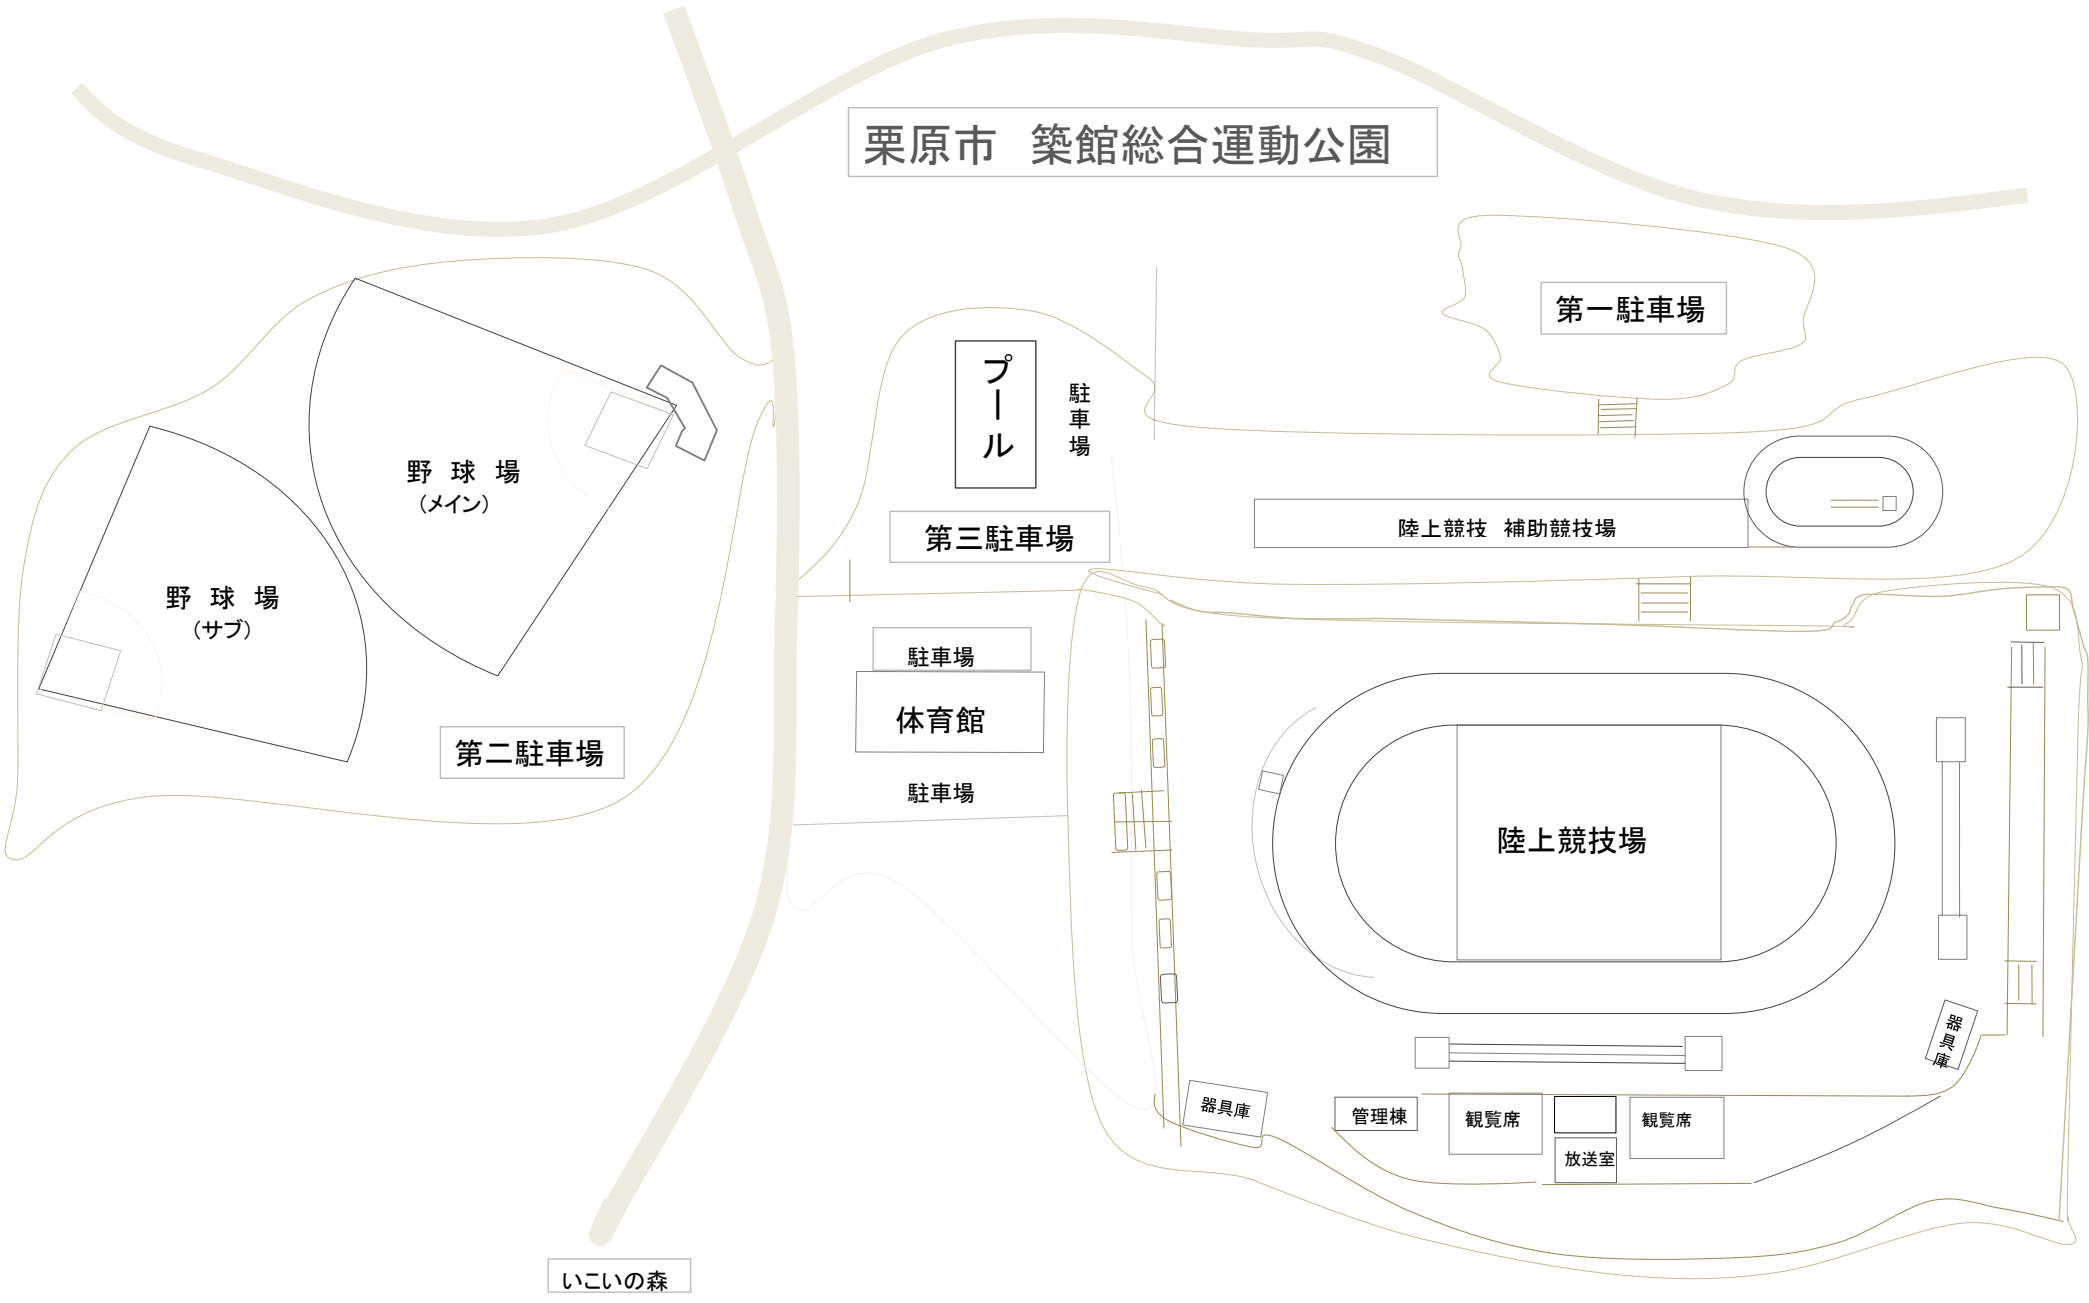 栗原市　築館総合運動公園
第一駐車場
プール
駐車場
野　球　場
（メイン）
第三駐車場
陸上競技　補助競技場
野　球　場
（サブ）
駐車場
体育館
第二駐車場
駐車場
陸上競技場
器具庫
器具庫
管理棟
観覧席
観覧席
放送室
いこいの森